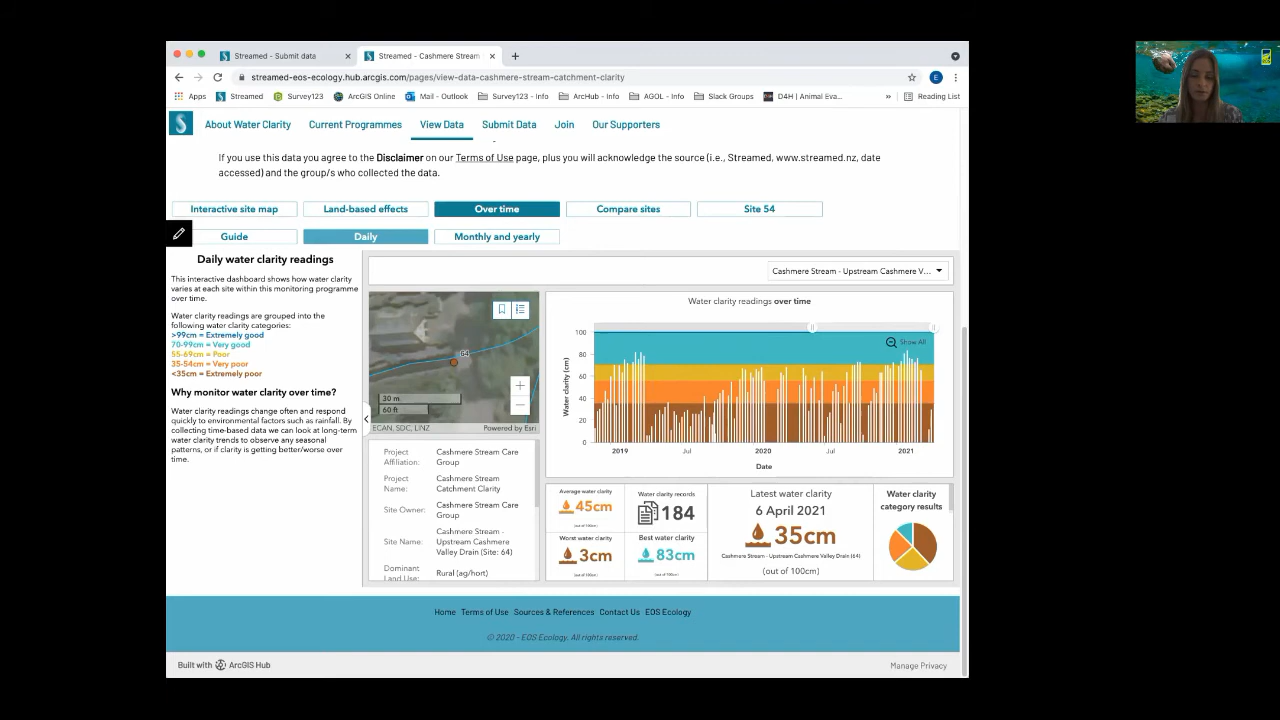 Streamed - Submit data
Streamed - Cashmere Stream
streamed-eos-ecology.hub.arcgis.com/pages/view-data-cashmere-stream-catchment-clarity
E
Apps
Streamed
Survey123
ArcGIS Online
Mail - Outlook
Survey123 - Info
ArcHub - Info
AGOL - Info
Slack Groups
D4H | Animal Eva...
»
Reading List
About Water Clarity
Current Programmes
View Data
Submit Data
Join
Our Supporters
If you use this data you agree to the Disclaimer on our Terms of Use page, plus you will acknowledge the source (i.e., Streamed, www.streamed.nz, date
accessed) and the group/s who collected the data.
Interactive site map
Land-based effects
Over time
Compare sites
Site 54
Guide
Daily
Monthly and yearly
Daily water clarity readings
This interactive dashboard shows how water clarity
varies at each site within this monitoring programme
over time.
Water clarity readings are grouped into the
following water clarity categories:
>99cm = Extremely good
70-99cm = Very good
55-69cm = Poor
35-54cm = Very poor
<35cm = Extremely poor
Why monitor water clarity over time?
Water clarity readings change often and respond
quickly to environmental factors such as rainfall. By
collecting time-based data we can look at long-term
water clarity trends to observe any seasonal
patterns, or if clarity is getting better/worse over
time.
Cashmere Stream - Upstream Cashmere V...
64
30 m
60 ft
ECAN, SDC, LINZ
Powered by Esri
Project
Affiliation:
Cashmere Stream Care
Group
Project
Name:
Cashmere Stream
Catchment Clarity
Site Owner:
Cashmere Stream Care
Group
Site Name:
Cashmere Stream -
Upstream Cashmere
Valley Drain (Site: 64)
Dominant
Land Use:
Rural (ag/hort)
Water clarity readings over time
Show All
Water clarity (cm)
100
80
60
40
20
0
2019
Jul
2020
Jul
2021
Date
Average water clarity
45cm
(out of 100cm)
Water clarity records
184
Worst water clarity
3cm
(out of 100cm)
Best water clarity
83cm
(out of 100cm)
Latest water clarity
6 April 2021
35cm
Cashmere Stream - Upstream Cashmere Valley Drain (64)
(out of 100cm)
Water clarity
category results
Home
Terms of Use
Sources & References
Contact Us
EOS Ecology
© 2020 - EOS Ecology. All rights reserved.
Built with ArcGIS Hub
Manage Privacy